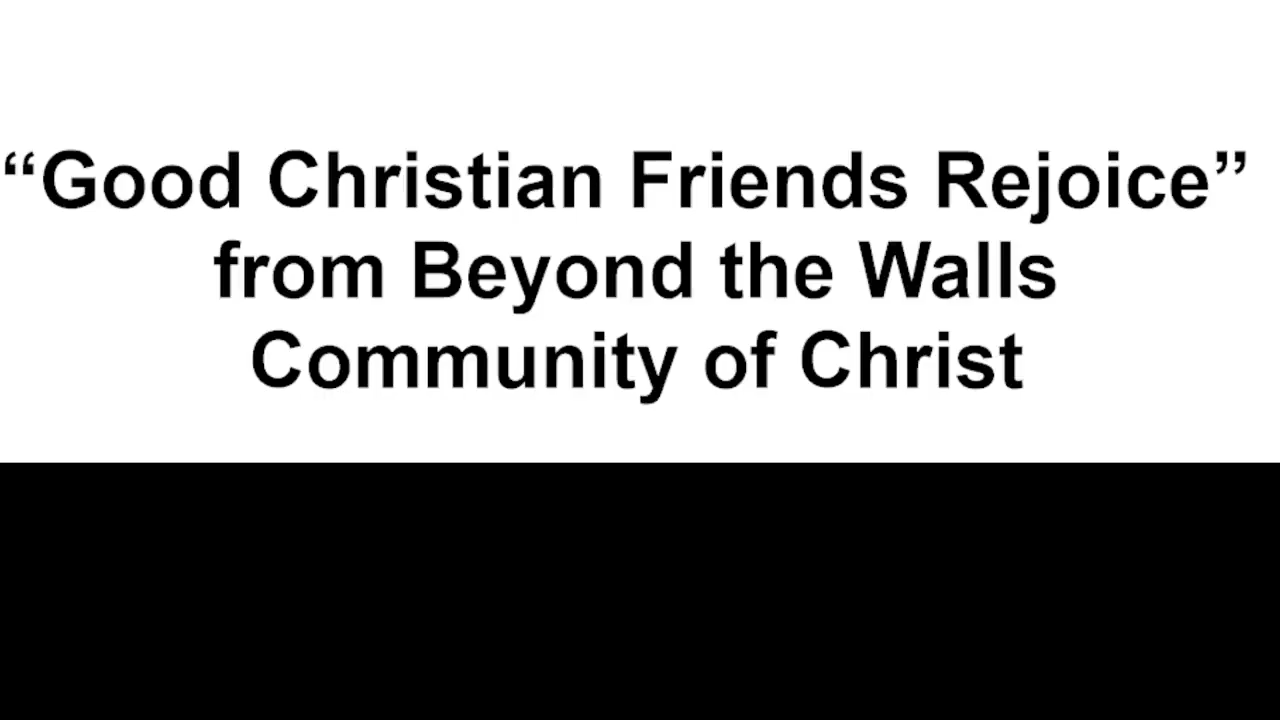 “Good Christian Friends Rejoice”
from Beyond the Walls
Community of Christ